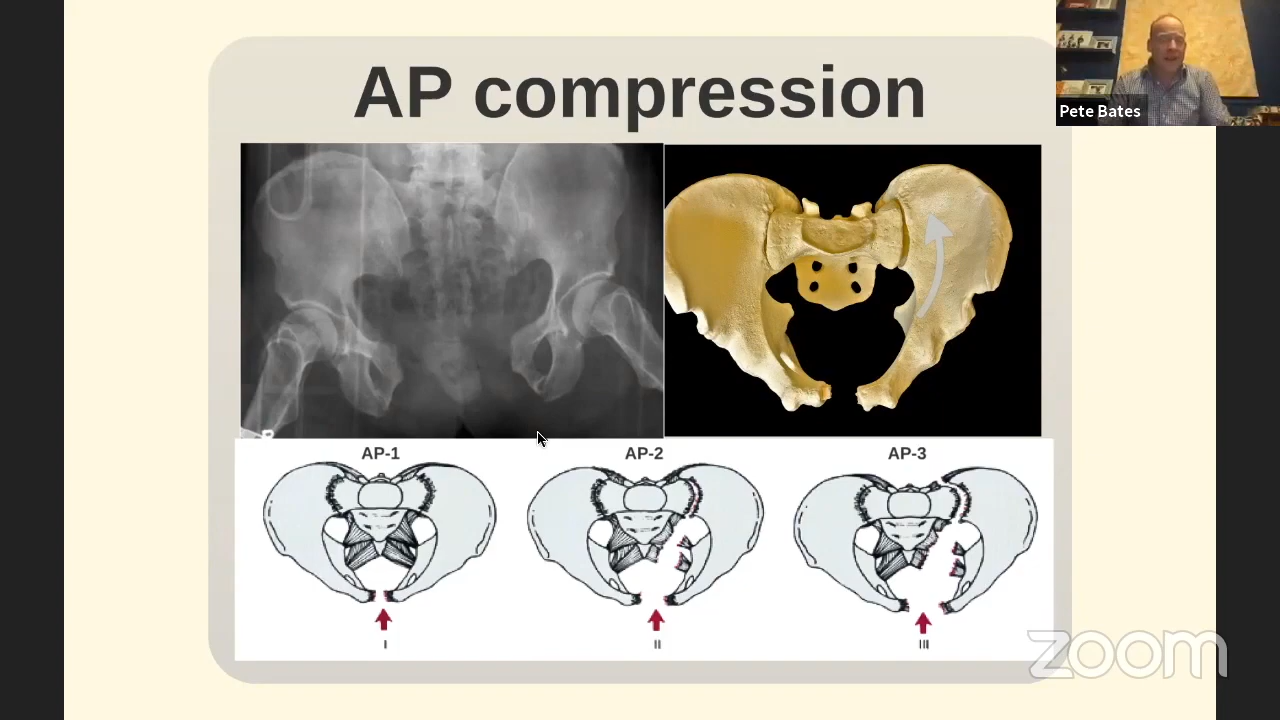 AP compression
Pete Bates
AP-1
AP-2
AP-3
I
II
III
zoom